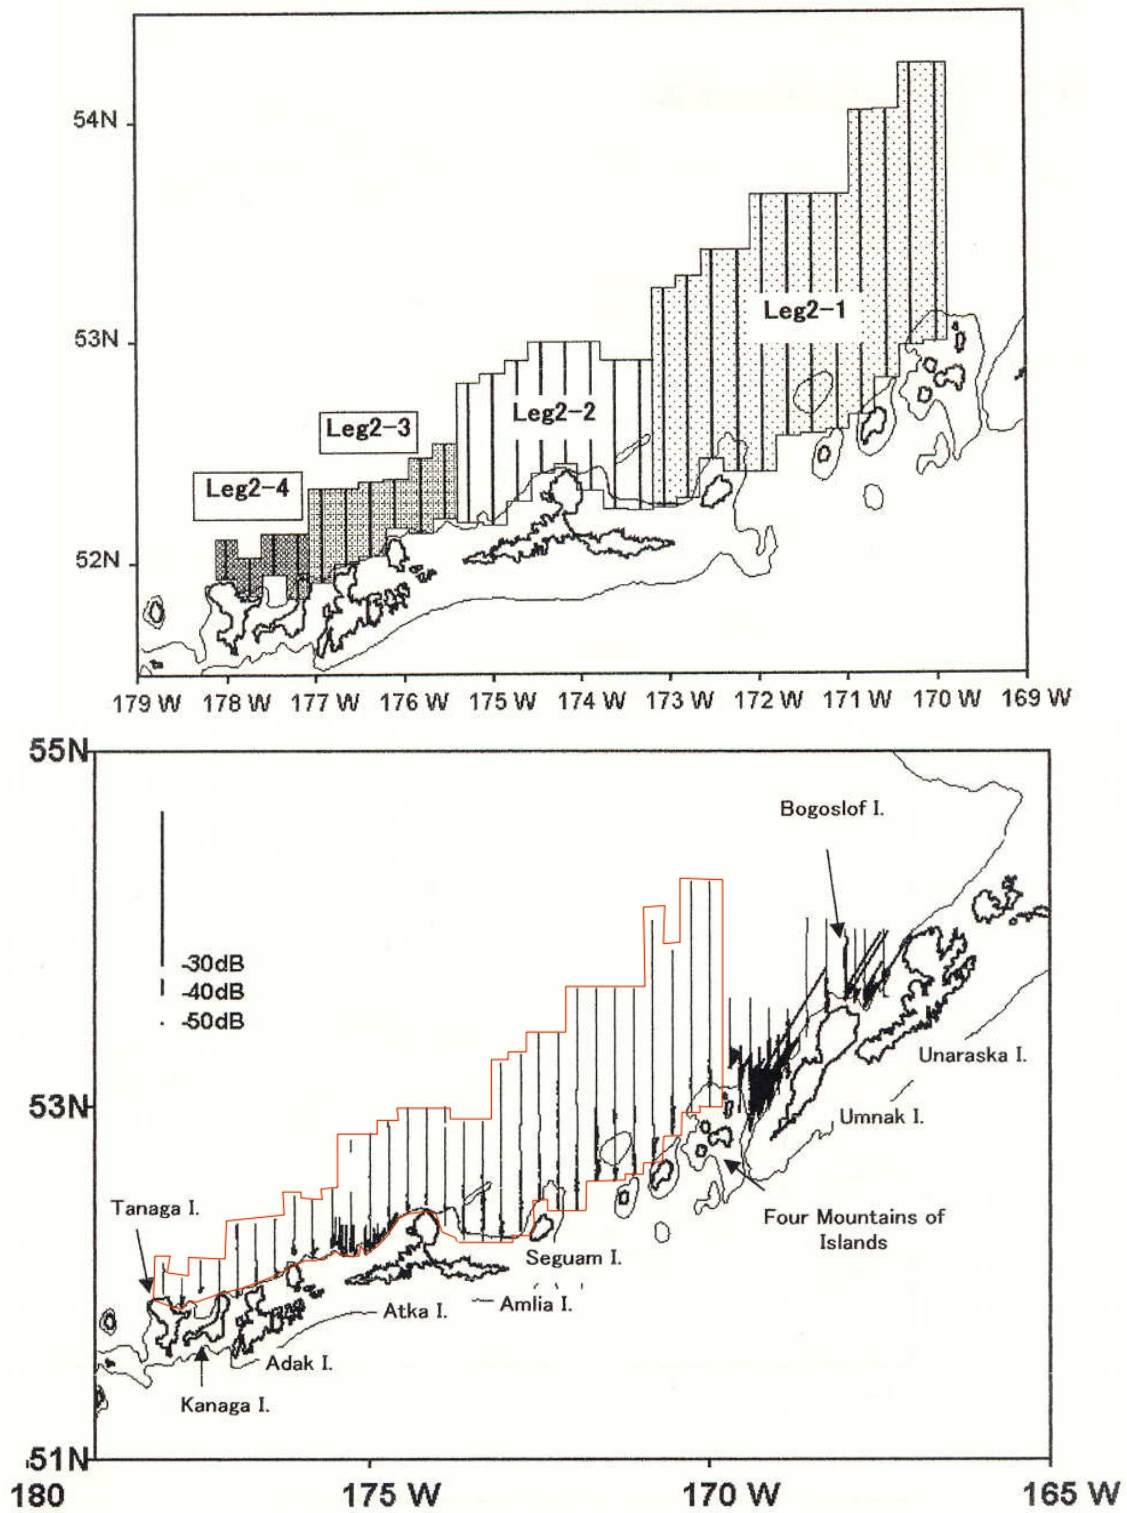 54N
53N
52N
Leg2-1
Leg2-2
Leg2-3
Leg2-4
179 W 178 W 177 W 176 W 175 W 174 W 173 W 172 W 171 W 170 W 169 W
55N
Bogoslof I.
-30dB
-40dB
-50dB
Unaraska I.
53N
Umnak I.
Tanaga I.
Four Mountains of
Islands
Seguam I.
Amlia I.
Atka I.
Adak I.
Kanaga I.
51N
180 175 W 170 W 165 W